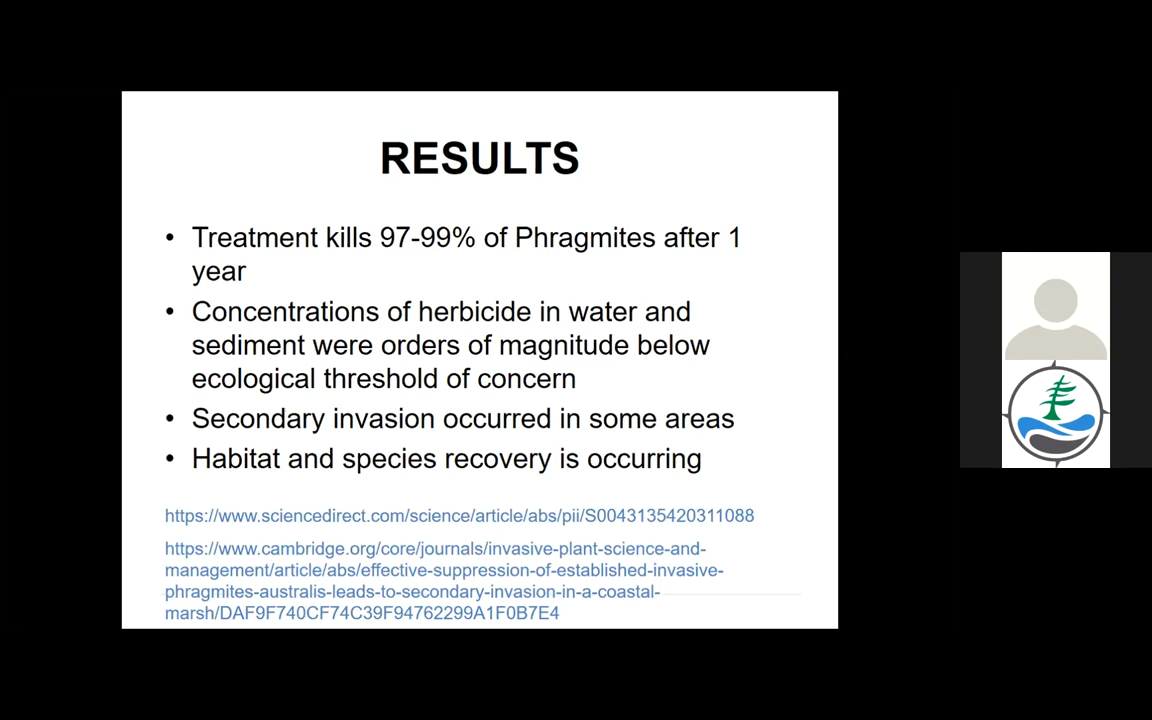 RESULTS
• Treatment kills 97-99% of Phragmites after 1
year
• Concentrations of herbicide in water and
sediment were orders of magnitude below
ecological threshold of concern
• Secondary invasion occurred in some areas
• Habitat and species recovery is occurring
https://www.sciencedirect.com/science/article/abs/pii/S0043135420311088
https://www.cambridge.org/core/journals/invasive-plant-science-and-
management/article/abs/effective-suppression-of-established-invasive-
phragmites-australis-leads-to-secondary-invasion-in-a-coastal-
marsh/DAF9F740CF74C39F94762299A1F0B7E4